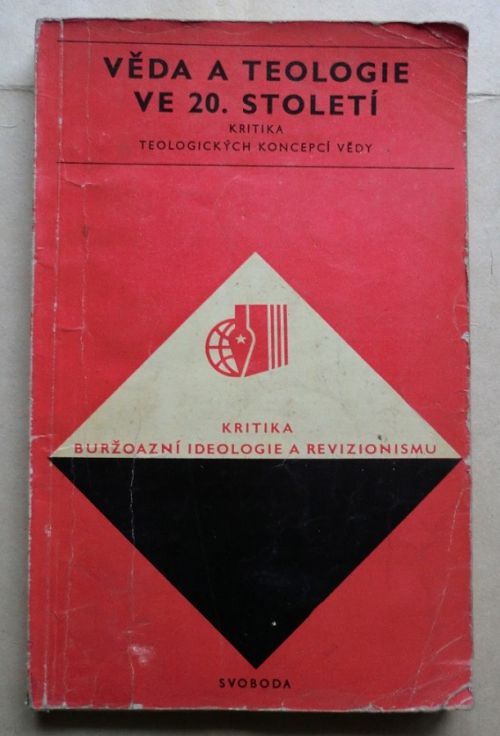 VĚDA A TEOLOGIE
VE 20. STOLETÍ
KRITIKA
TEOLOGICKÝCH KONCEPCÍ VĚDY
KRITIKA
BURŽOAZNÍ IDEOLOGIE A REVIZIONISMU
SVOBODA